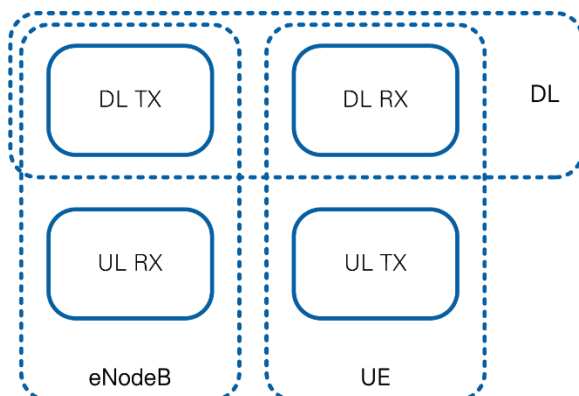 DL TX
DL RX
DL
UL RX
UL TX
eNodeB
UE